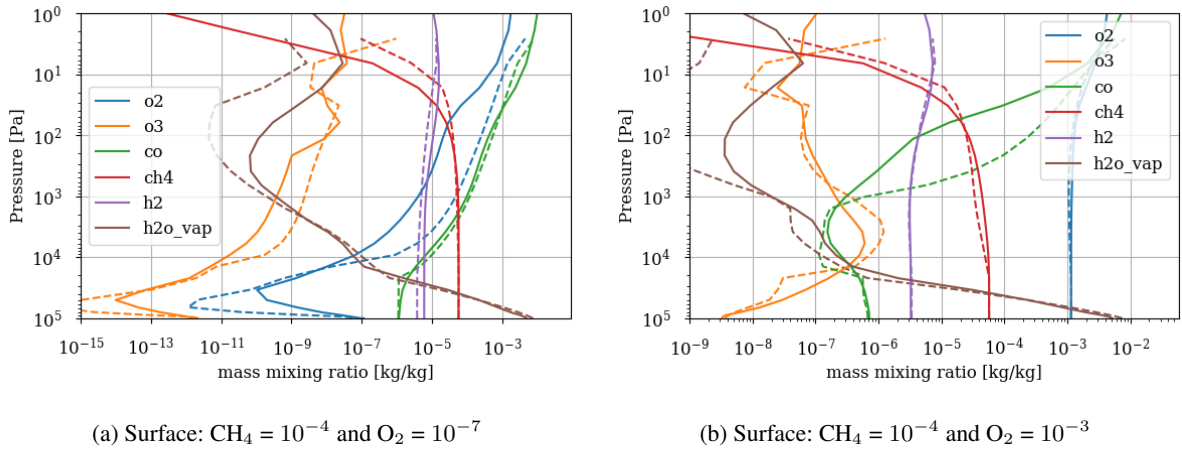 10^0
10^1
10^2
10^3
10^4
10^5
Pressure [Pa]
o2
o3
co
ch4
h2
h2o_vap
10^-15
10^-13
10^-11
10^-9
10^-7
10^-5
10^-3
mass mixing ratio [kg/kg]
(a) Surface: CH₄ = 10^-4 and O₂ = 10^-7
10^0
10^1
10^2
10^3
10^4
10^5
Pressure [Pa]
o2
o3
co
ch4
h2
h2o_vap
10^-9
10^-8
10^-7
10^-6
10^-5
10^-4
10^-3
10^-2
mass mixing ratio [kg/kg]
(b) Surface: CH₄ = 10^-4 and O₂ = 10^-3